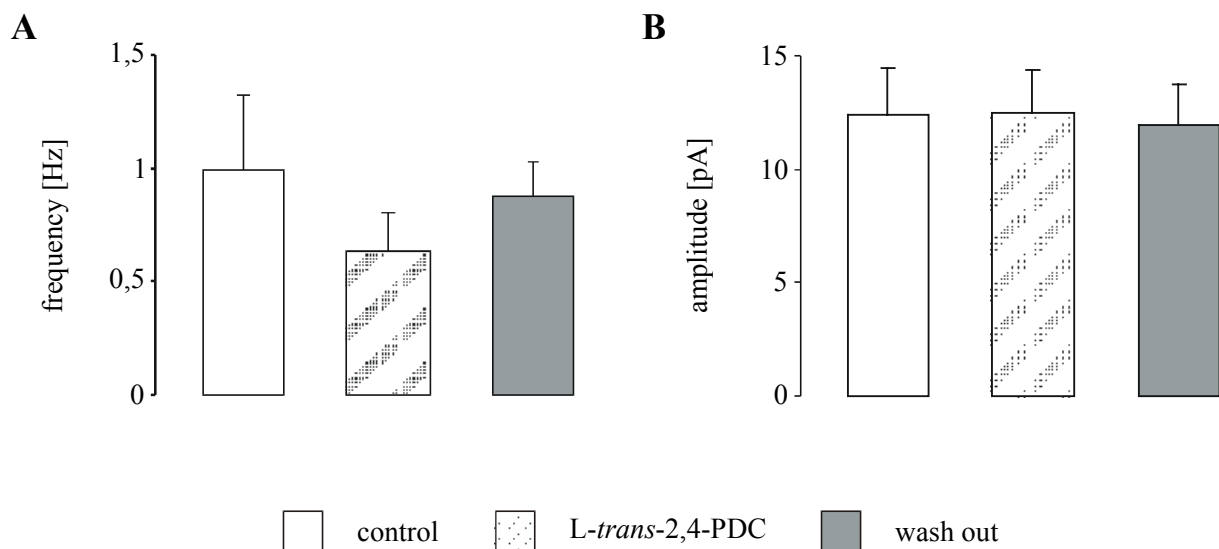 A
frequency [Hz]
1,5
1
0,5
0
B
amplitude [pA]
15
10
5
0
control
L-trans-2,4-PDC
wash out